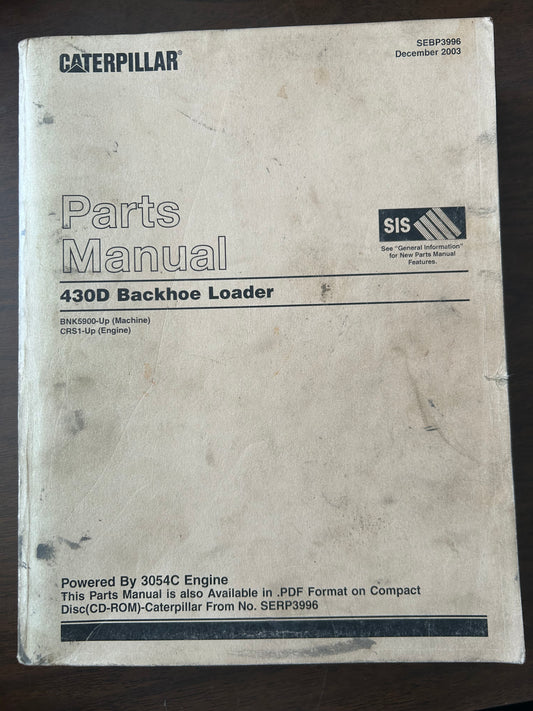 CATERPILLAR®
SEBP3996
December 2003
Parts
Manual
SIS
See "General Information"
for New Parts Manual
Features.
430D Backhoe Loader
BNK5900-Up (Machine)
CRS1-Up (Engine)
Powered By 3054C Engine
This Parts Manual is also Available in .PDF Format on Compact
Disc(CD-ROM)-Caterpillar From No. SERP3996